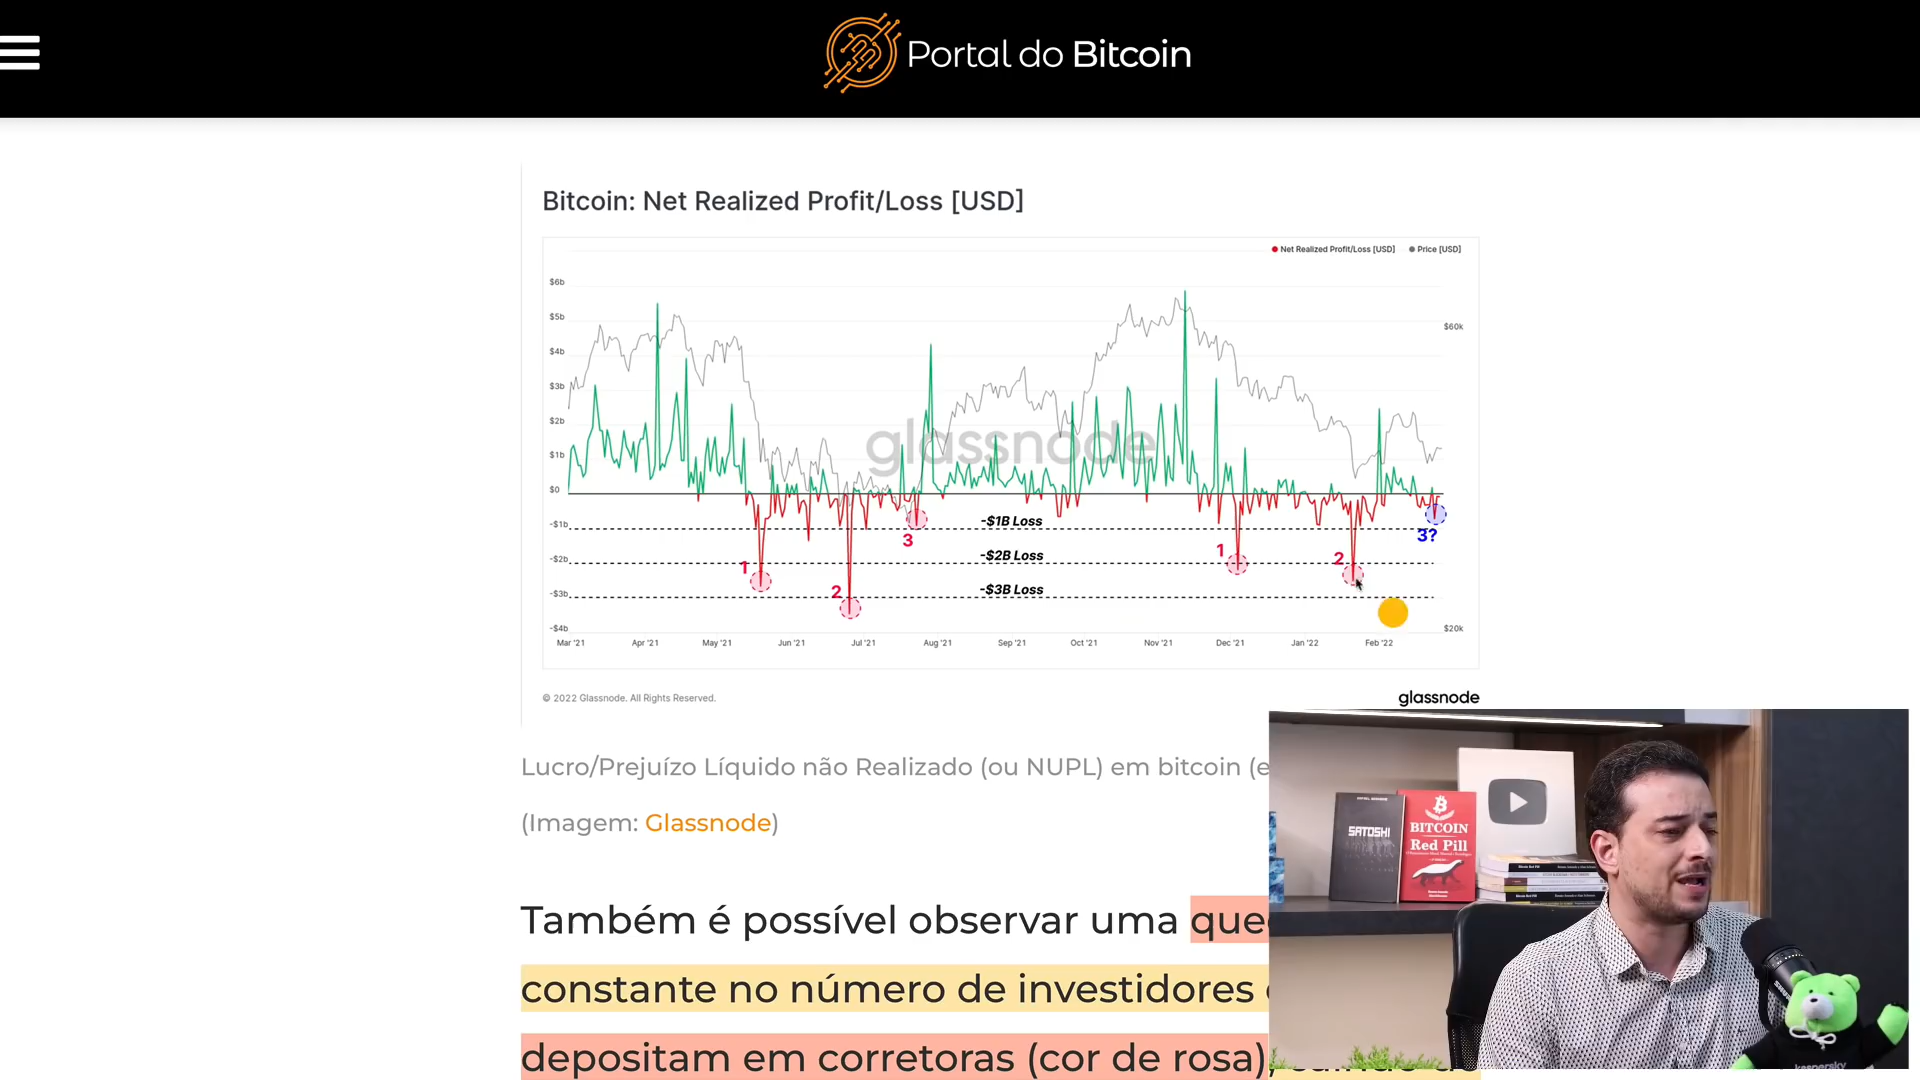 Portal do Bitcoin
Bitcoin: Net Realized Profit/Loss [USD]
Net Realized Profit/Loss [USD] Price [USD]
$6b
$5b
$4b
$3b
$2b
$1b
$0
-$1b
-$2b
-$3b
-$4b
$60k
$20k
glassnode
-$1B Loss
-$2B Loss
-$3B Loss
1
2
3
1
2
3?
Mar '21 Apr '21 May '21 Jun '21 Jul '21 Aug '21 Sep '21 Oct '21 Nov '21 Dec '21 Jan '22 Feb '22
© 2022 Glassnode. All Rights Reserved.
glassnode
Lucro/Prejuízo Líquido não Realizado (ou NUPL) em bitcoin (e
(Imagem: Glassnode)
Também é possível observar uma que
constante no número de investidores
depositam em corretoras (cor de rosa),
SATOSHI
BITCOIN
Red Pill
kaspersky